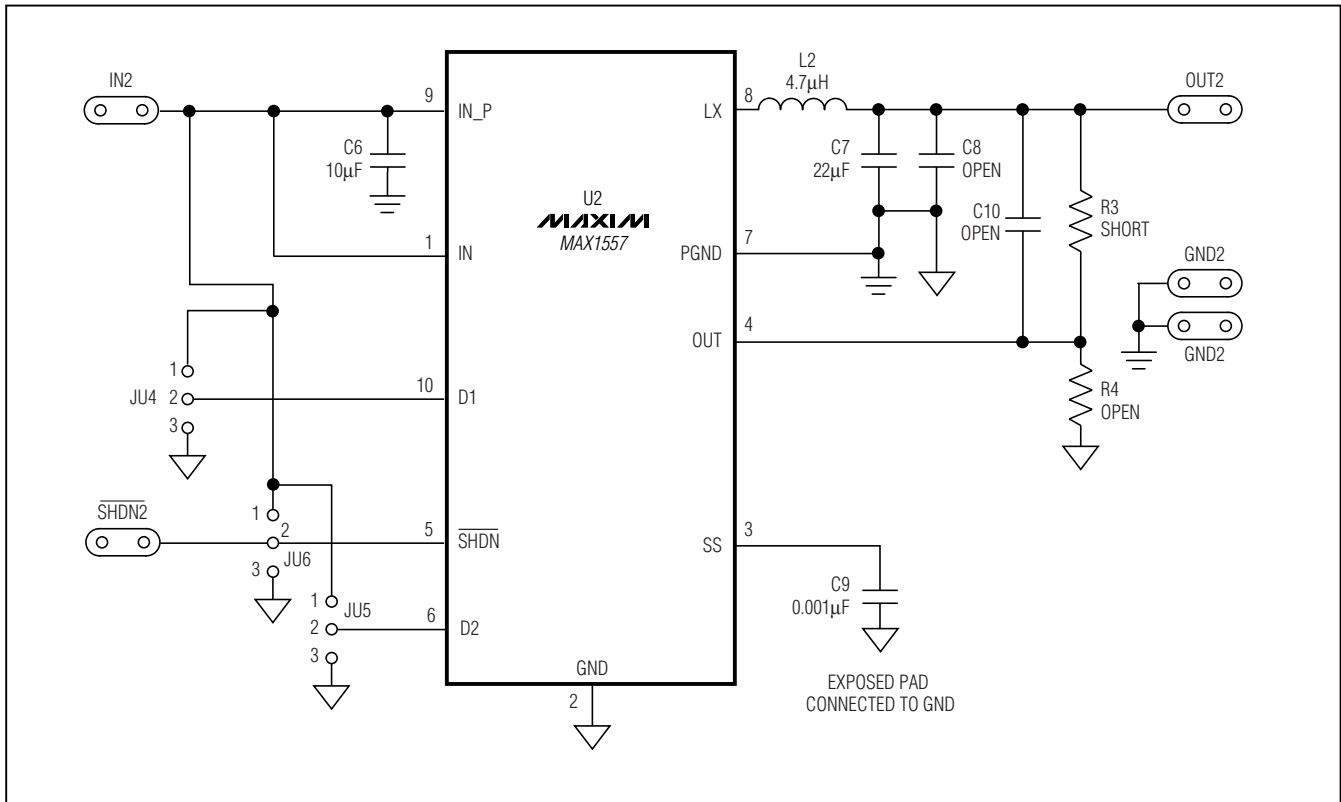 IN2
9
IN_P
C6
10µF
1
IN
U2
MAXIM
MAX1557
8
LX
L2
4.7µH
OUT2
C7
22µF
C8
OPEN
C10
OPEN
R3
SHORT
7
PGND
GND2
GND2
4
OUT
R4
OPEN
1
JU4 2
3
10
D1
SHDN2
1
2
JU6
3
5
SHDN
1
JU5
2
3
6
D2
3
SS
C9
0.001µF
GND
2
EXPOSED PAD
CONNECTED TO GND